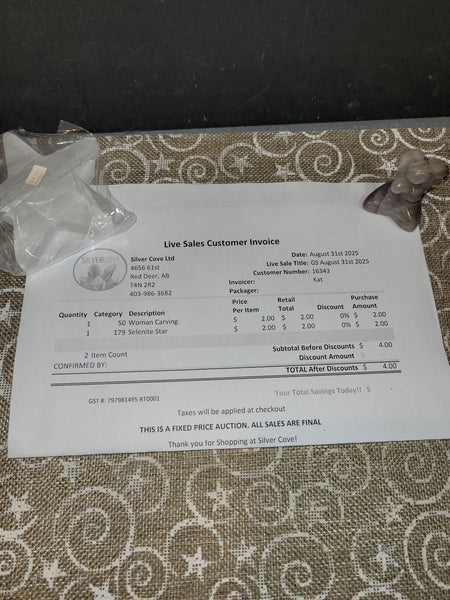 Live Sales Customer Invoice
SILVERCOVE
Silver Cove Ltd
4656 61st
Red Deer, AB
T4N 2R2
403-986-3682
Date: August 31st 2025
Live Sale Title: GS August 31st 2025
Customer Number: 16343
Invoicer: Kat
Packager:
Quantity Category Description Price Per Item Retail Total Discount Purchase Amount
1 50 Woman Carving $ 2.00 $ 2.00 0% $ 2.00
1 179 Selenite Star $ 2.00 $ 2.00 0% $ 2.00
2 Item Count
Subtotal Before Discounts $ 4.00
Discount Amount $ -
CONFIRMED BY:
TOTAL After Discounts $ 4.00
Your Total Savings Today!! $ -
GST #: 797981495 RT0001
Taxes will be applied at checkout
THIS IS A FIXED PRICE AUCTION. ALL SALES ARE FINAL
Thank you for Shopping at Silver Cove!